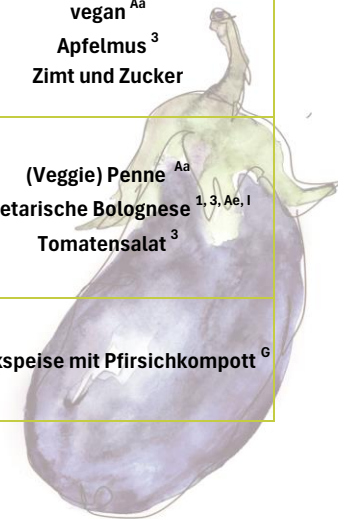 vegan Aa
Apfelmus 3
Zimt und Zucker
(Veggie) Penne Aa
etarische Bolognese 1, 3, Ae, I
Tomatensalat 3
kspeise mit Pfirsichkompott G